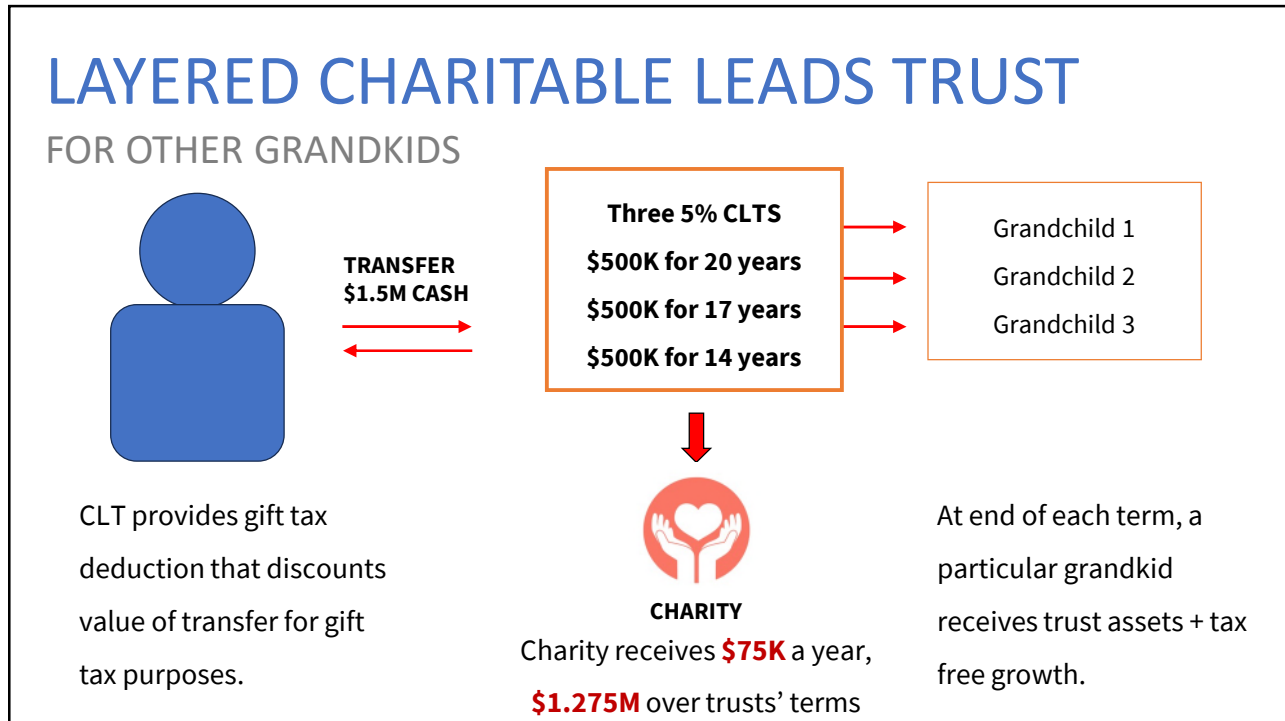 LAYERED CHARITABLE LEADS TRUST
FOR OTHER GRANDKIDS
TRANSFER
$1.5M CASH
Three 5% CLTS
$500K for 20 years
$500K for 17 years
$500K for 14 years
Grandchild 1
Grandchild 2
Grandchild 3
CLT provides gift tax
deduction that discounts
value of transfer for gift
tax purposes.
CHARITY
Charity receives $75K a year,
$1.275M over trusts’ terms
At end of each term, a
particular grandkid
receives trust assets + tax
free growth.